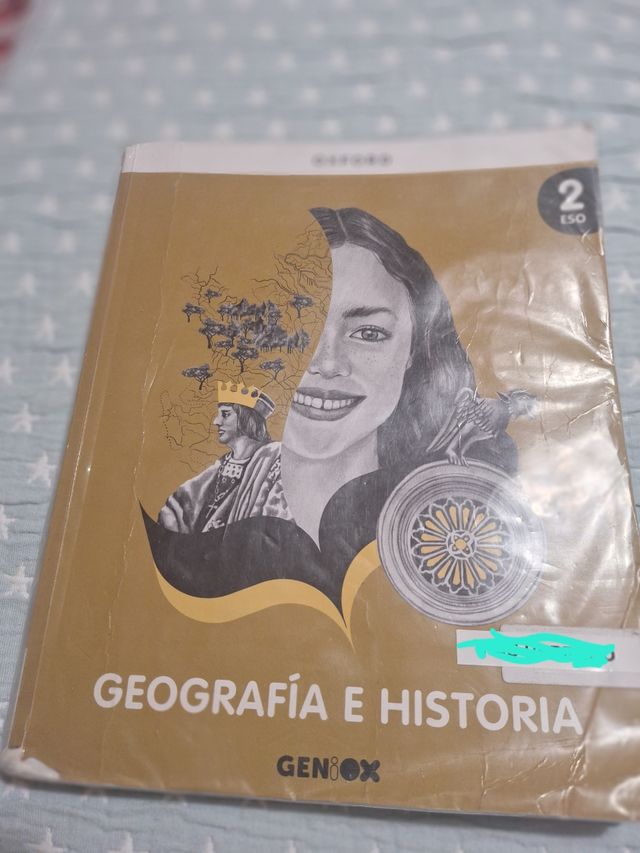 OXFORD
2
ESO
GEOGRAFÍA E HISTORIA
GENiOX